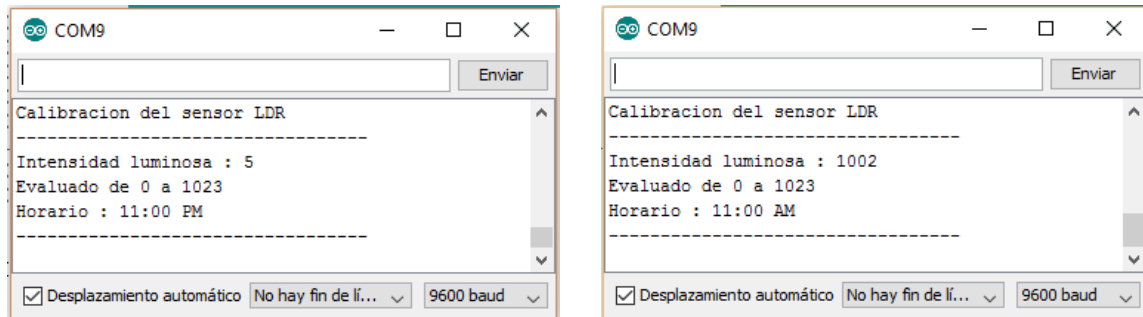 COM9
Enviar
Calibracion del sensor LDR
----------------------------------
Intensidad luminosa : 5
Evaluado de 0 a 1023
Horario : 11:00 PM
----------------------------------
Desplazamiento automático No hay fin de lí... 9600 baud
COM9
Enviar
Calibracion del sensor LDR
----------------------------------
Intensidad luminosa : 1002
Evaluado de 0 a 1023
Horario : 11:00 AM
----------------------------------
Desplazamiento automático No hay fin de lí... 9600 baud